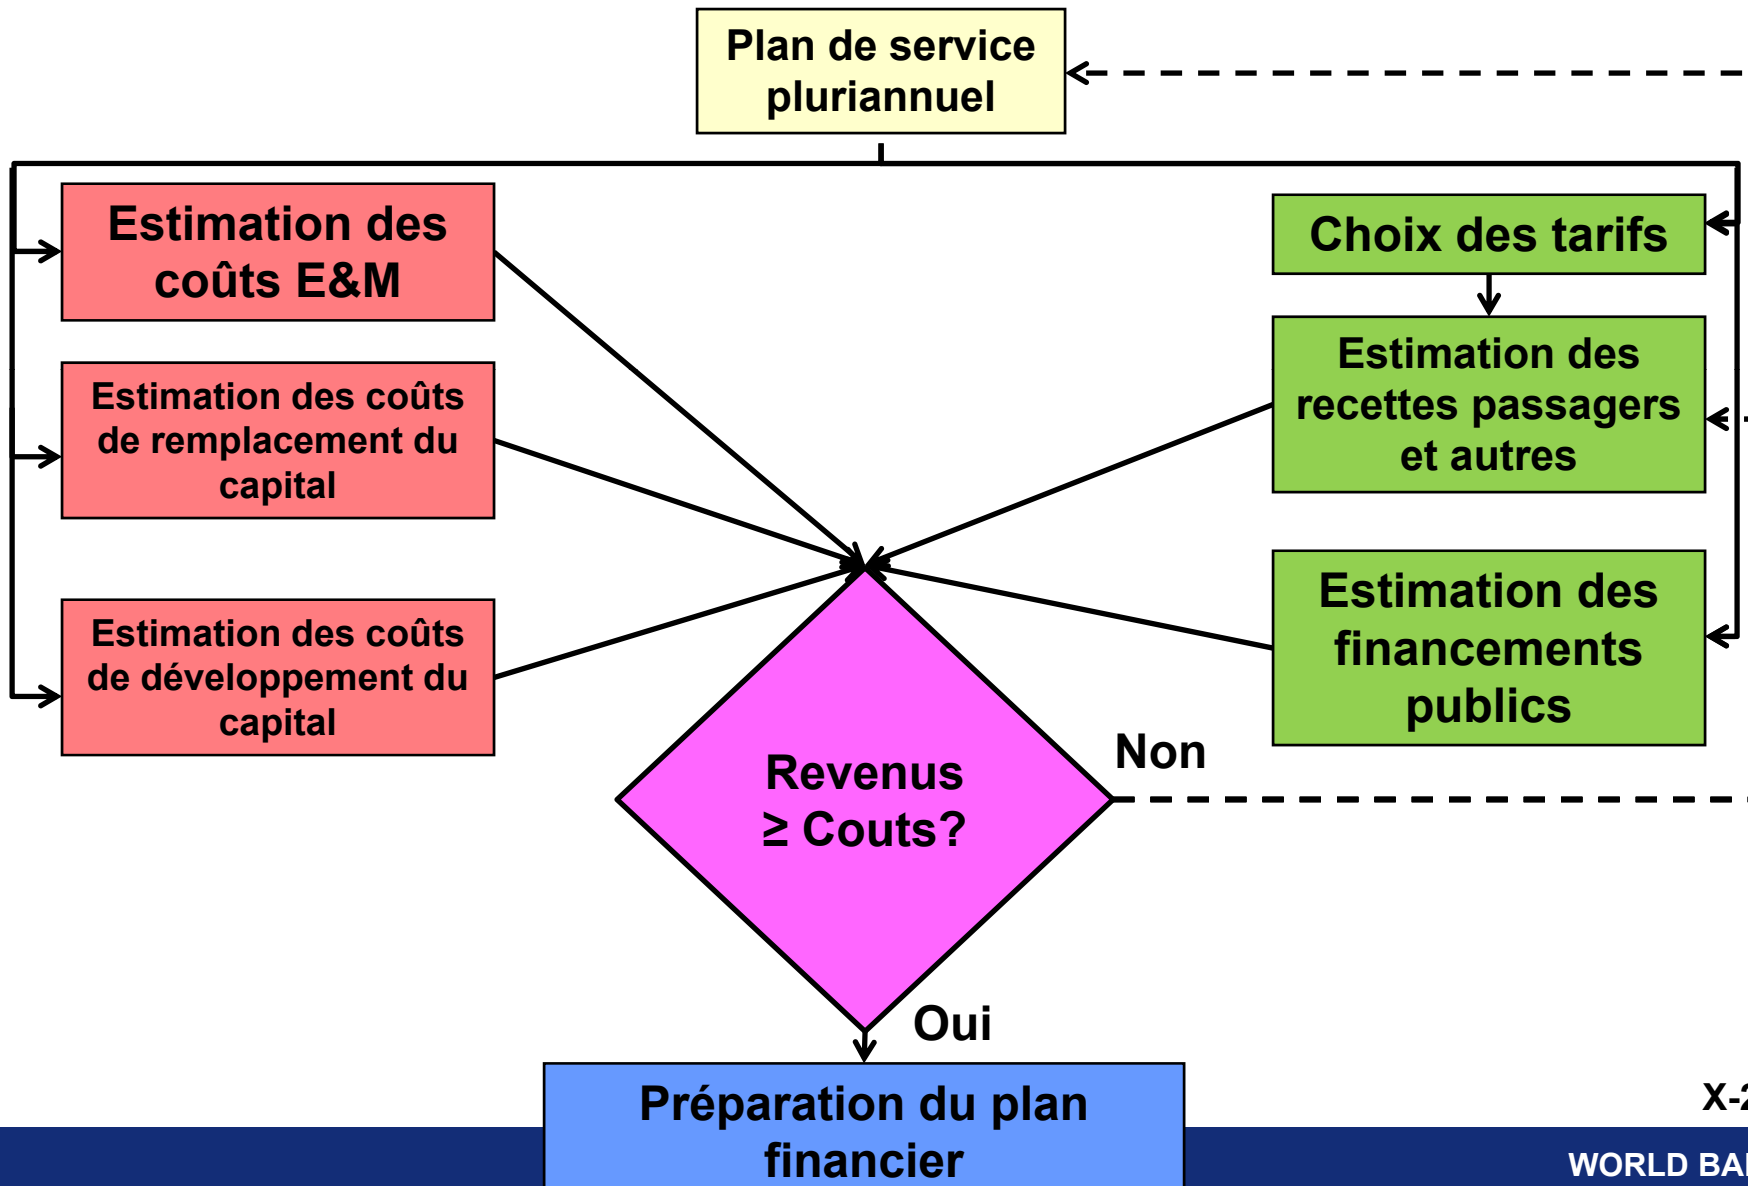 Plan de service
pluriannuel
Estimation des
coûts E&M
Estimation des coûts
de remplacement du
capital
Estimation des coûts
de développement du
capital
Choix des tarifs
Estimation des
recettes passagers
et autres
Estimation des
financements
publics
Revenus
≥ Couts?
Non
Oui
Préparation du plan
financier
X-2
WORLD